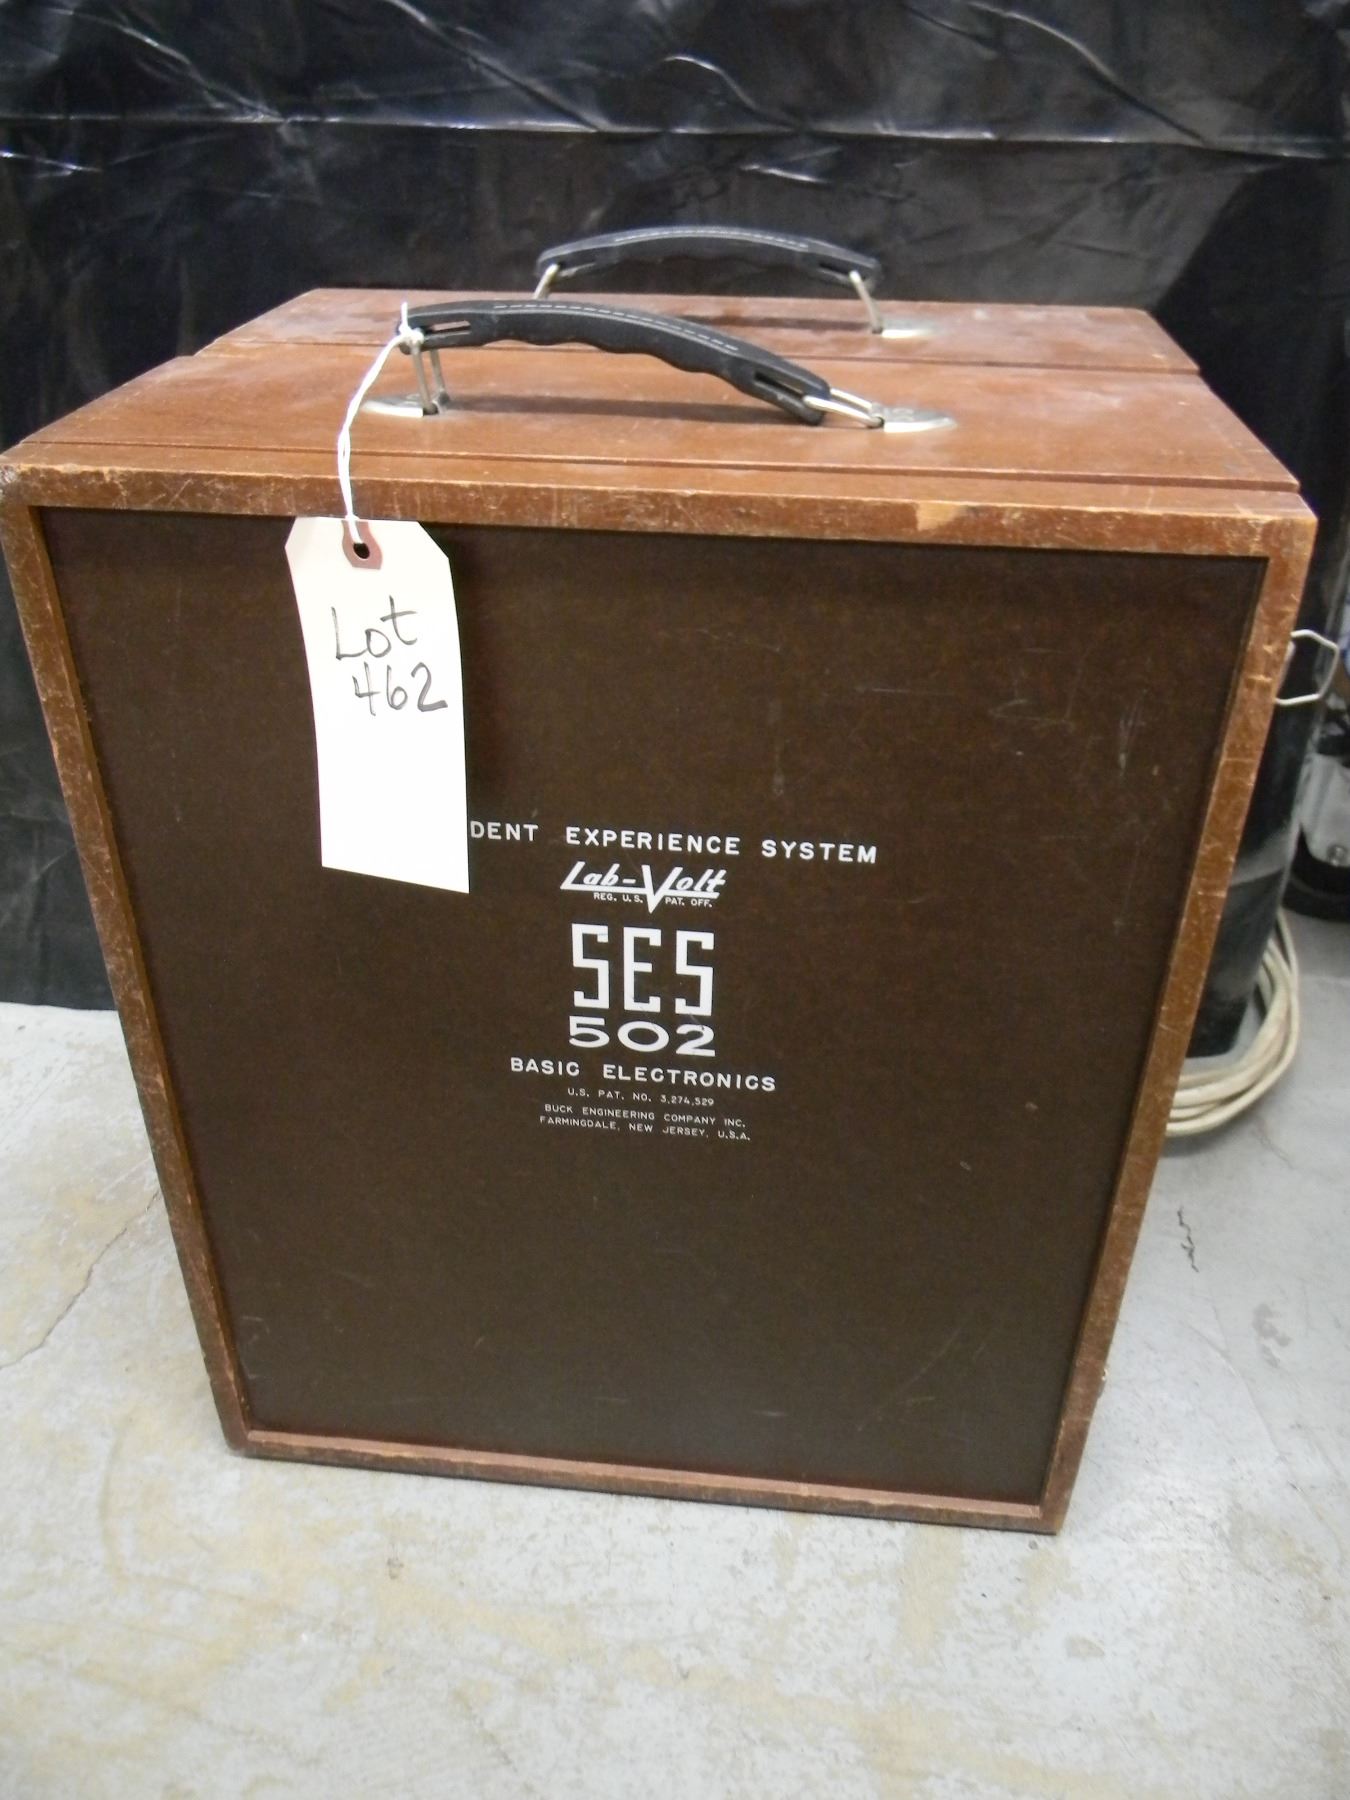 Lot
462
DENT EXPERIENCE SYSTEM
Lab-Volt
REG. U.S. PAT. OFF.
SES
502
BASIC ELECTRONICS
U.S. PAT. NO. 3,274,529
BUCK ENGINEERING COMPANY INC.
FARMINGDALE, NEW JERSEY, U.S.A.